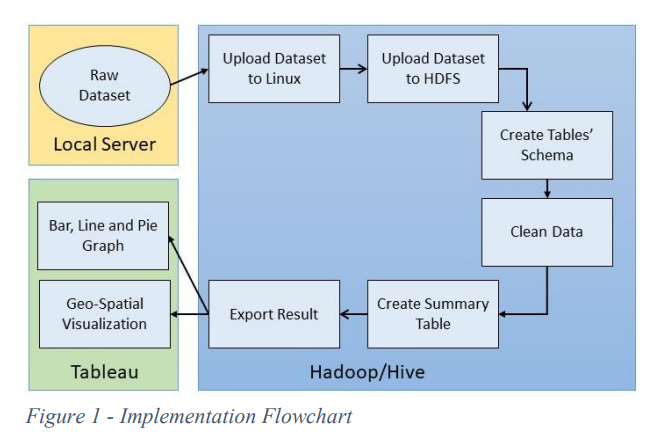 Raw
Dataset
Local Server
Upload Dataset
to Linux
Upload Dataset
to HDFS
Create Tables’
Schema
Clean Data
Create Summary
Table
Export Result
Hadoop/Hive
Bar, Line and Pie
Graph
Geo-Spatial
Visualization
Tableau
Figure 1 - Implementation Flowchart